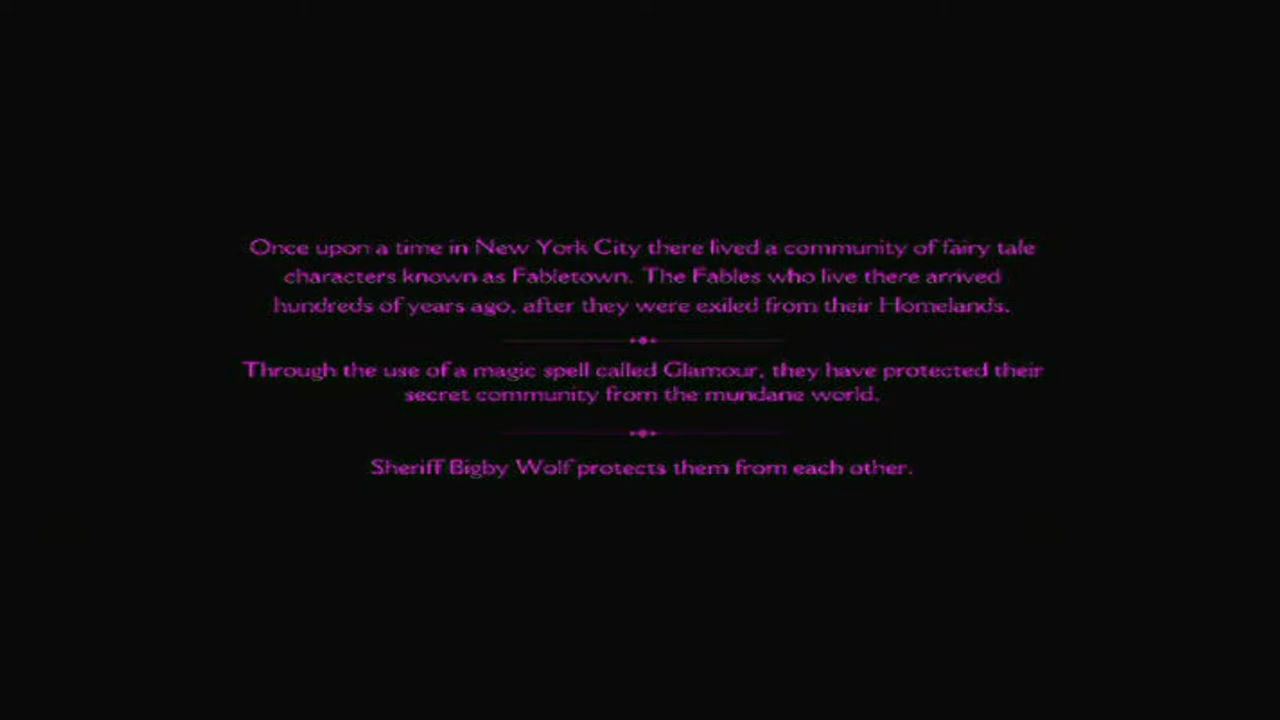 Once upon a time in New York City there lived a community of fairy tale
characters known as Fabletown. The Fables who live there arrived
hundreds of years ago, after they were exiled from their Homelands.
Through the use of a magic spell called Glamour, they have protected their
secret community from the mundane world.
Sheriff Bigby Wolf protects them from each other.